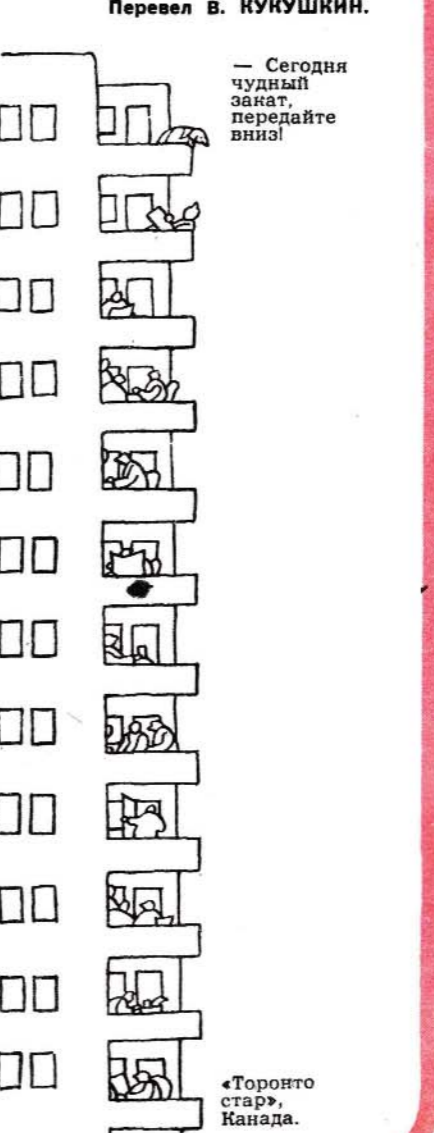 Перевел В. КУКУШКИН.
— Сегодня
чудный
закат,
передайте
вниз!
«Торонто
стар»,
Канада.